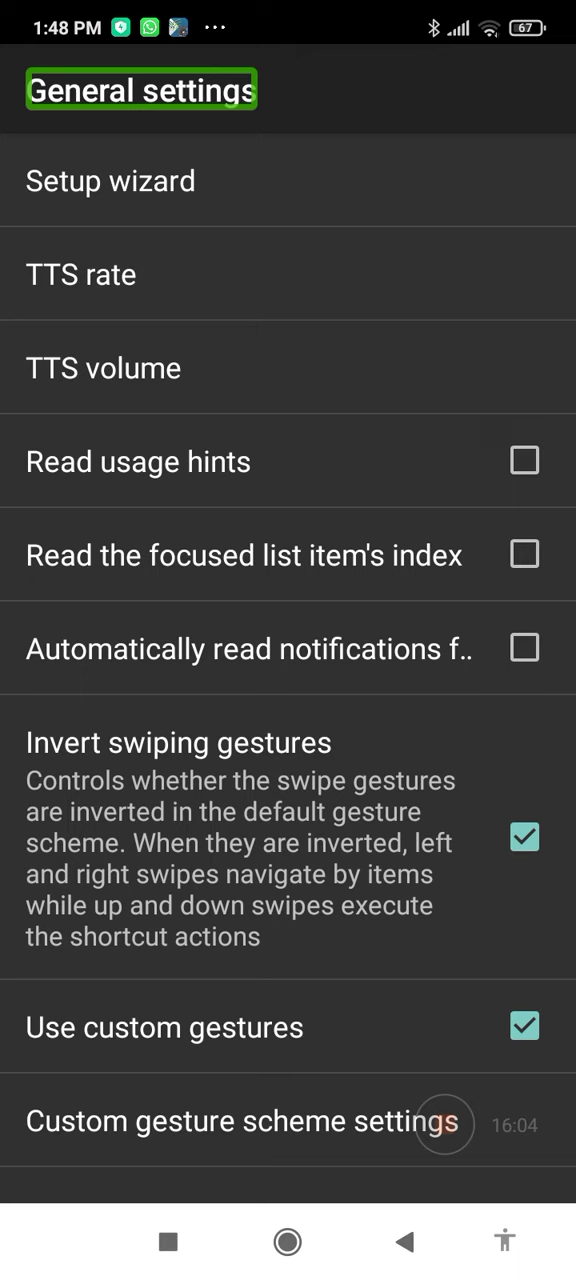 1:48 PM ... 67
General settings
Setup wizard
TTS rate
TTS volume
Read usage hints
Read the focused list item's index
Automatically read notifications f..
Invert swiping gestures
Controls whether the swipe gestures
are inverted in the default gesture
scheme. When they are inverted, left
and right swipes navigate by items
while up and down swipes execute
the shortcut actions
Use custom gestures
Custom gesture scheme settings
16:04